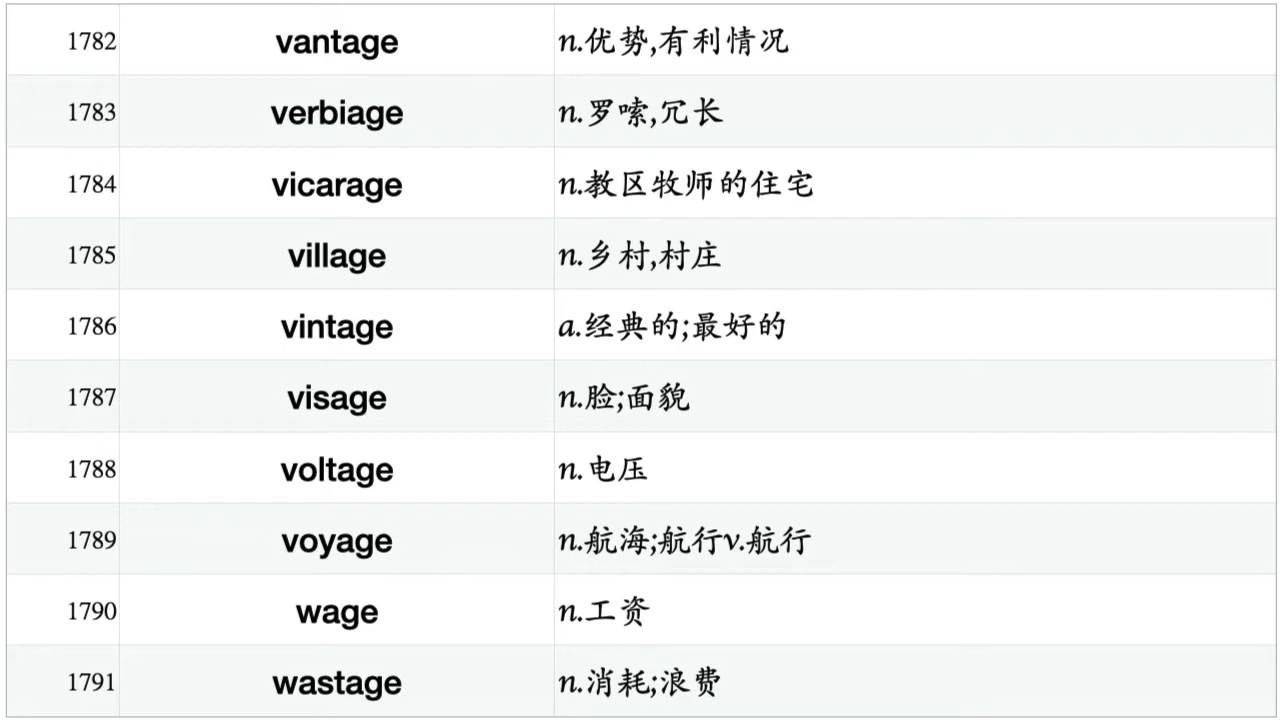 1782 vantage n.优势,有利情况
1783 verbiage n.罗嗦,冗长
1784 vicarage n.教区牧师的住宅
1785 village n.乡村,村庄
1786 vintage a.经典的;最好的
1787 visage n.脸;面貌
1788 voltage n.电压
1789 voyage n.航海;航行v.航行
1790 wage n.工资
1791 wastage n.消耗;浪费